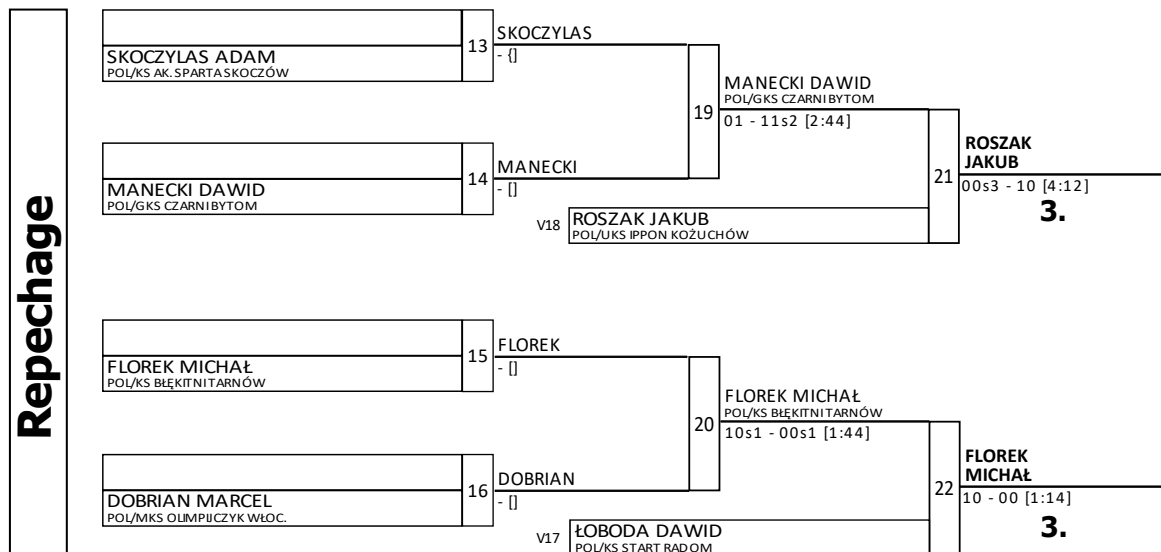 Repechage
SKOCZYLAS ADAM
POL/KS AK. SPARTA SKOCZÓW
13
SKOCZYLAS
- {]
MANECKI DAWID
POL/GKS CZARNI BYTOM
14
MANECKI
- []
19
MANECKI DAWID
POL/GKS CZARNI BYTOM
01 - 11s2 [2:44]
V18
ROSZAK JAKUB
POL/UKS IPPON KOŻUCHÓW
21
ROSZAK
JAKUB
00s3 - 10 [4:12]
3.
FLOREK MICHAŁ
POL/KS BŁĘKITNI TARNÓW
15
FLOREK
- []
DOBRIAN MARCEL
POL/MKS OLIMPIJCZYK WŁOC.
16
DOBRIAN
- []
20
FLOREK MICHAŁ
POL/KS BŁĘKITNI TARNÓW
10s1 - 00s1 [1:44]
V17
ŁOBODA DAWID
POL/KS START RADOM
22
FLOREK
MICHAŁ
10 - 00 [1:14]
3.